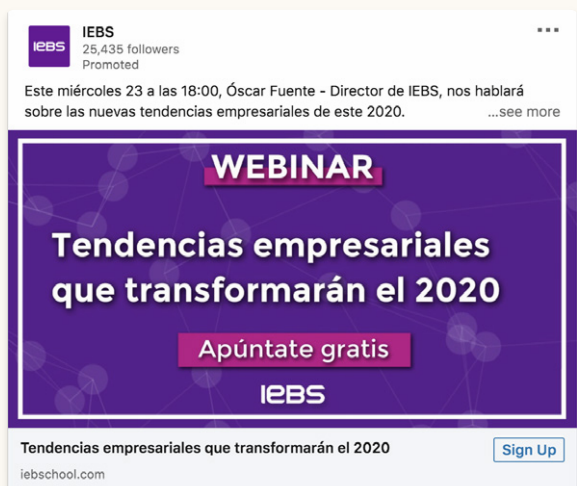 IEBS
IEBS
25,435 followers
Promoted
Este miércoles 23 a las 18:00, Óscar Fuente - Director de IEBS, nos hablará
sobre las nuevas tendencias empresariales de este 2020. ...see more
WEBINAR
Tendencias empresariales
que transformarán el 2020
Apúntate gratis
IEBS
Tendencias empresariales que transformarán el 2020
Sign Up
iebschool.com